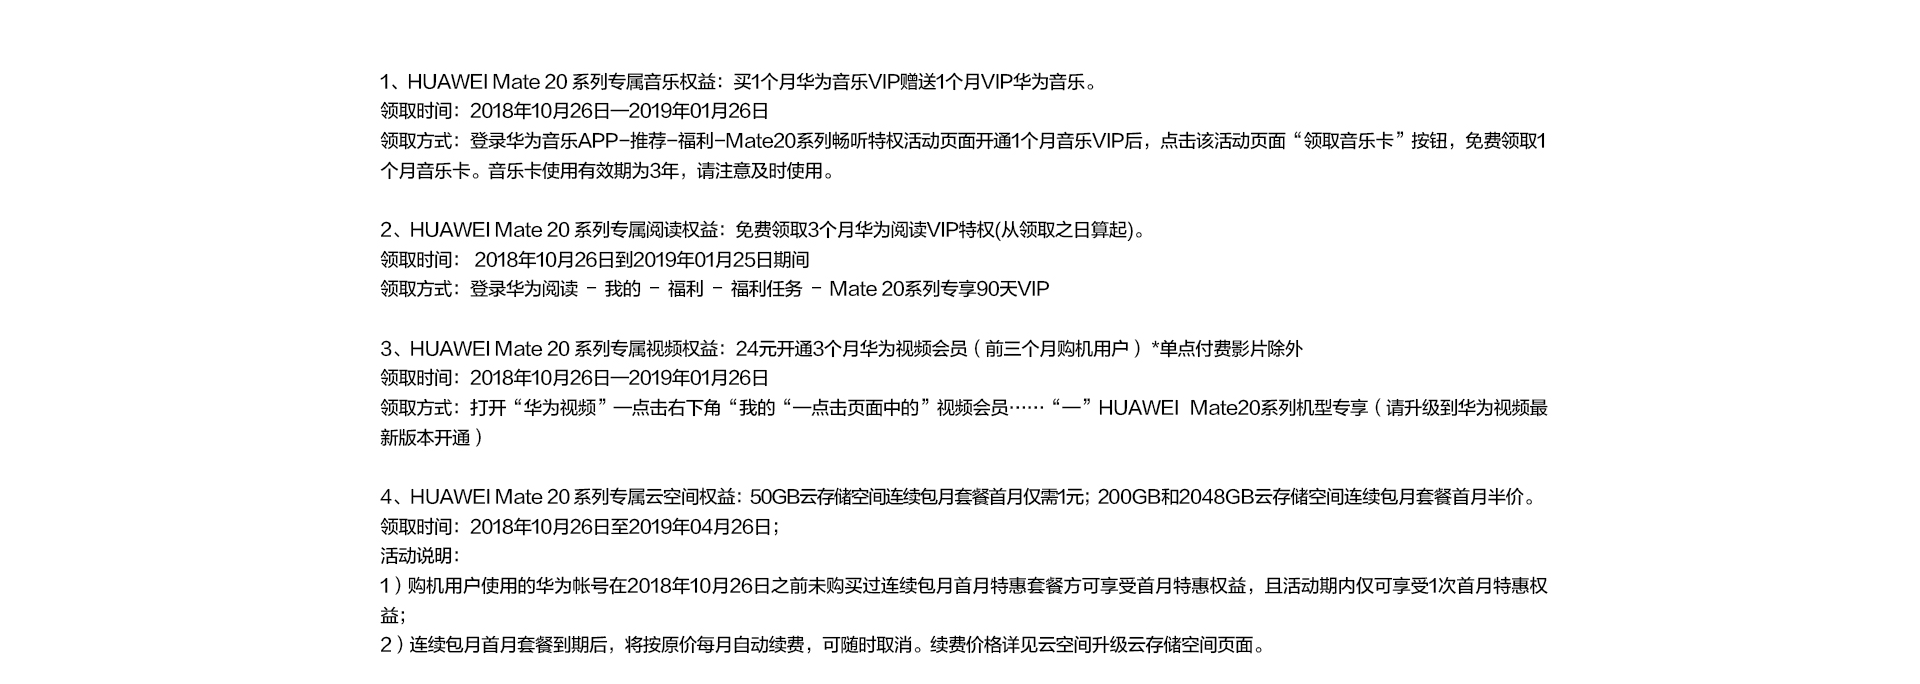 1、HUAWEI Mate 20 系列专属音乐权益：买1个月华为音乐VIP赠送1个月VIP华为音乐。
领取时间：2018年10月26日—2019年01月26日
领取方式：登录华为音乐APP-推荐-福利-Mate20系列畅听特权活动页面开通1个月音乐VIP后，点击该活动页面“领取音乐卡”按钮，免费领取1
个月音乐卡。音乐卡使用有效期为3年，请注意及时使用。
2、HUAWEI Mate 20 系列专属阅读权益：免费领取3个月华为阅读VIP特权(从领取之日算起)。
领取时间： 2018年10月26日到2019年01月25日期间
领取方式：登录华为阅读 - 我的 - 福利 - 福利任务 - Mate 20系列专享90天VIP
3、HUAWEI Mate 20 系列专属视频权益：24元开通3个月华为视频会员（前三个月购机用户） *单点付费影片除外
领取时间：2018年10月26日—2019年01月26日
领取方式：打开“华为视频”—点击右下角“我的“—点击页面中的”视频会员……“—”HUAWEI Mate20系列机型专享（请升级到华为视频最
新版本开通）
4、HUAWEI Mate 20 系列专属云空间权益：50GB云存储空间连续包月套餐首月仅需1元；200GB和2048GB云存储空间连续包月套餐首月半价。
领取时间：2018年10月26日至2019年04月26日；
活动说明：
1）购机用户使用的华为帐号在2018年10月26日之前未购买过连续包月首月特惠套餐方可享受首月特惠权益，且活动期内仅可享受1次首月特惠权
益；
2）连续包月首月套餐到期后，将按原价每月自动续费，可随时取消。续费价格详见云空间升级云存储空间页面。